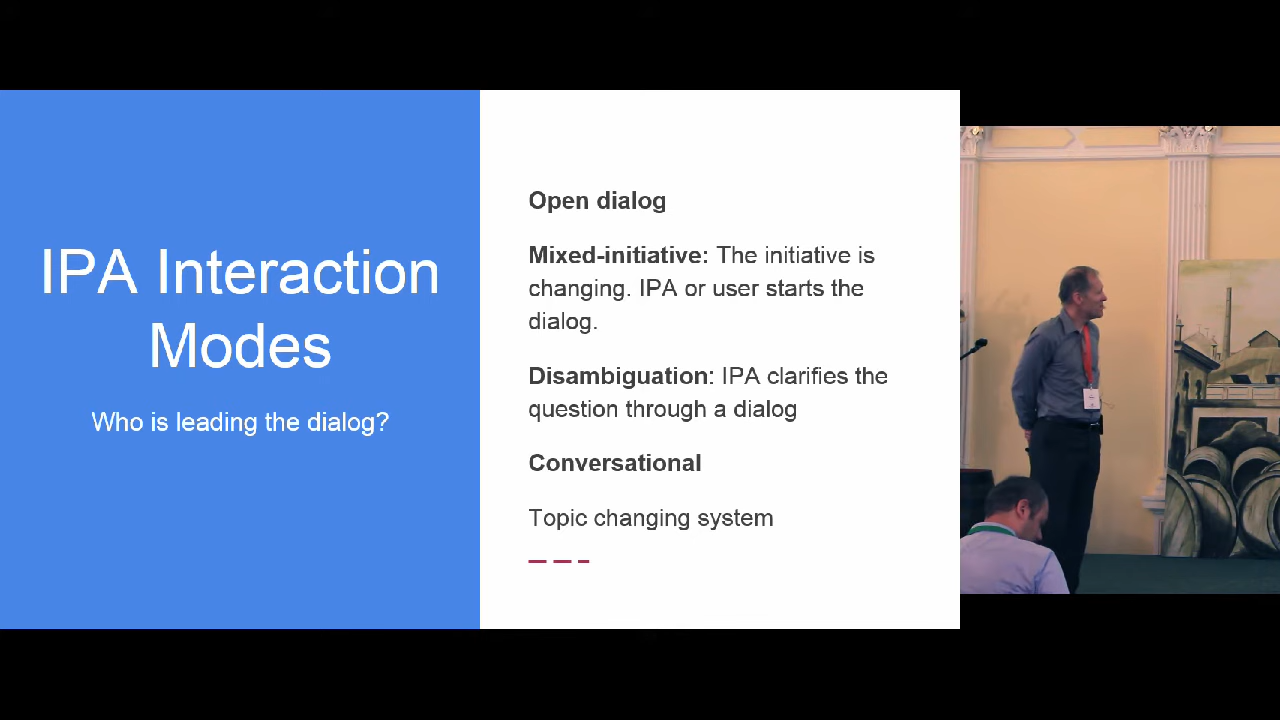 IPA Interaction
Modes
Who is leading the dialog?
Open dialog
Mixed-initiative: The initiative is
changing. IPA or user starts the
dialog.
Disambiguation: IPA clarifies the
question through a dialog
Conversational
Topic changing system